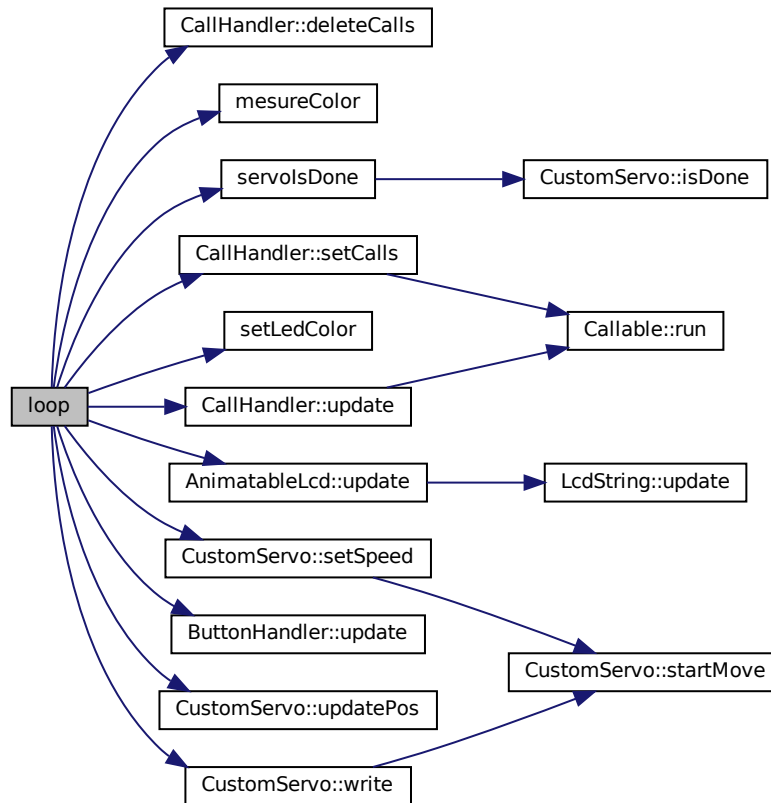 CallHandler::deleteCalls
mesureColor
servoIsDone
CustomServo::isDone
CallHandler::setCalls
setLedColor
Callable::run
loop
CallHandler::update
AnimatableLcd::update
LcdString::update
CustomServo::setSpeed
ButtonHandler::update
CustomServo::startMove
CustomServo::updatePos
CustomServo::write